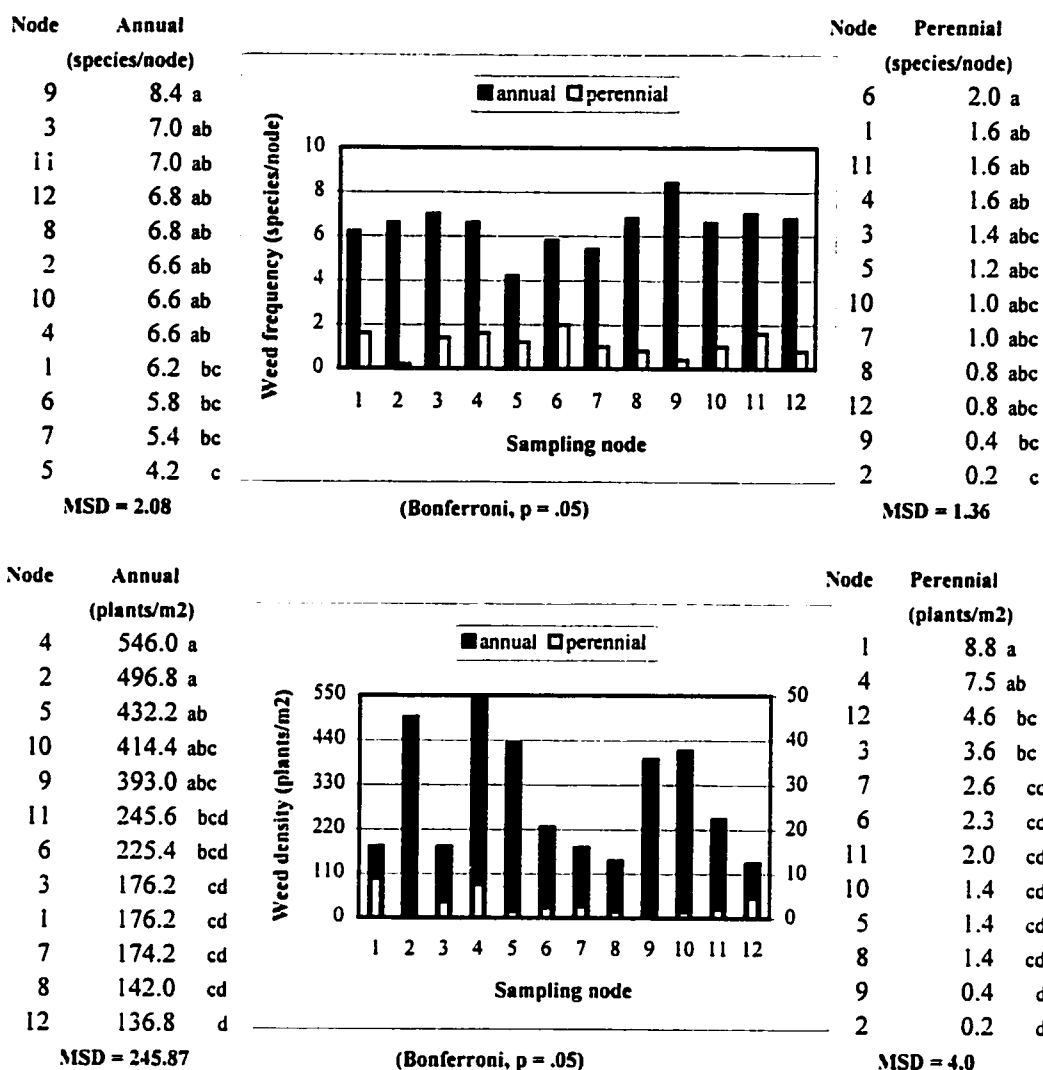 Node Annual
(species/node)
9 8.4 a
3 7.0 ab
11 7.0 ab
12 6.8 ab
8 6.8 ab
2 6.6 ab
10 6.6 ab
4 6.6 ab
1 6.2 bc
6 5.8 bc
7 5.4 bc
5 4.2 c
MSD = 2.08
annual perennial
Weed frequency (species/node)
10
8
6
4
2
0
1 2 3 4 5 6 7 8 9 10 11 12
Sampling node
(Bonferroni, p = .05)
Node Perennial
(species/node)
6 2.0 a
1 1.6 ab
11 1.6 ab
4 1.6 ab
3 1.4 abc
5 1.2 abc
10 1.0 abc
7 1.0 abc
8 0.8 abc
12 0.8 abc
9 0.4 bc
2 0.2 c
MSD = 1.36
Node Annual
(plants/m2)
4 546.0 a
2 496.8 a
5 432.2 ab
10 414.4 abc
9 393.0 abc
11 245.6 bcd
6 225.4 bcd
3 176.2 cd
1 176.2 cd
7 174.2 cd
8 142.0 cd
12 136.8 d
MSD = 245.87
annual perennial
Weed density (plants/m2)
550 50
440 40
330 30
220 20
110 10
0 0
1 2 3 4 5 6 7 8 9 10 11 12
Sampling node
(Bonferroni, p = .05)
Node Perennial
(plants/m2)
1 8.8 a
4 7.5 ab
12 4.6 bc
3 3.6 bc
7 2.6 cd
6 2.3 cd
11 2.0 cd
10 1.4 cd
5 1.4 cd
8 1.4 cd
9 0.4 d
2 0.2 d
MSD = 4.0